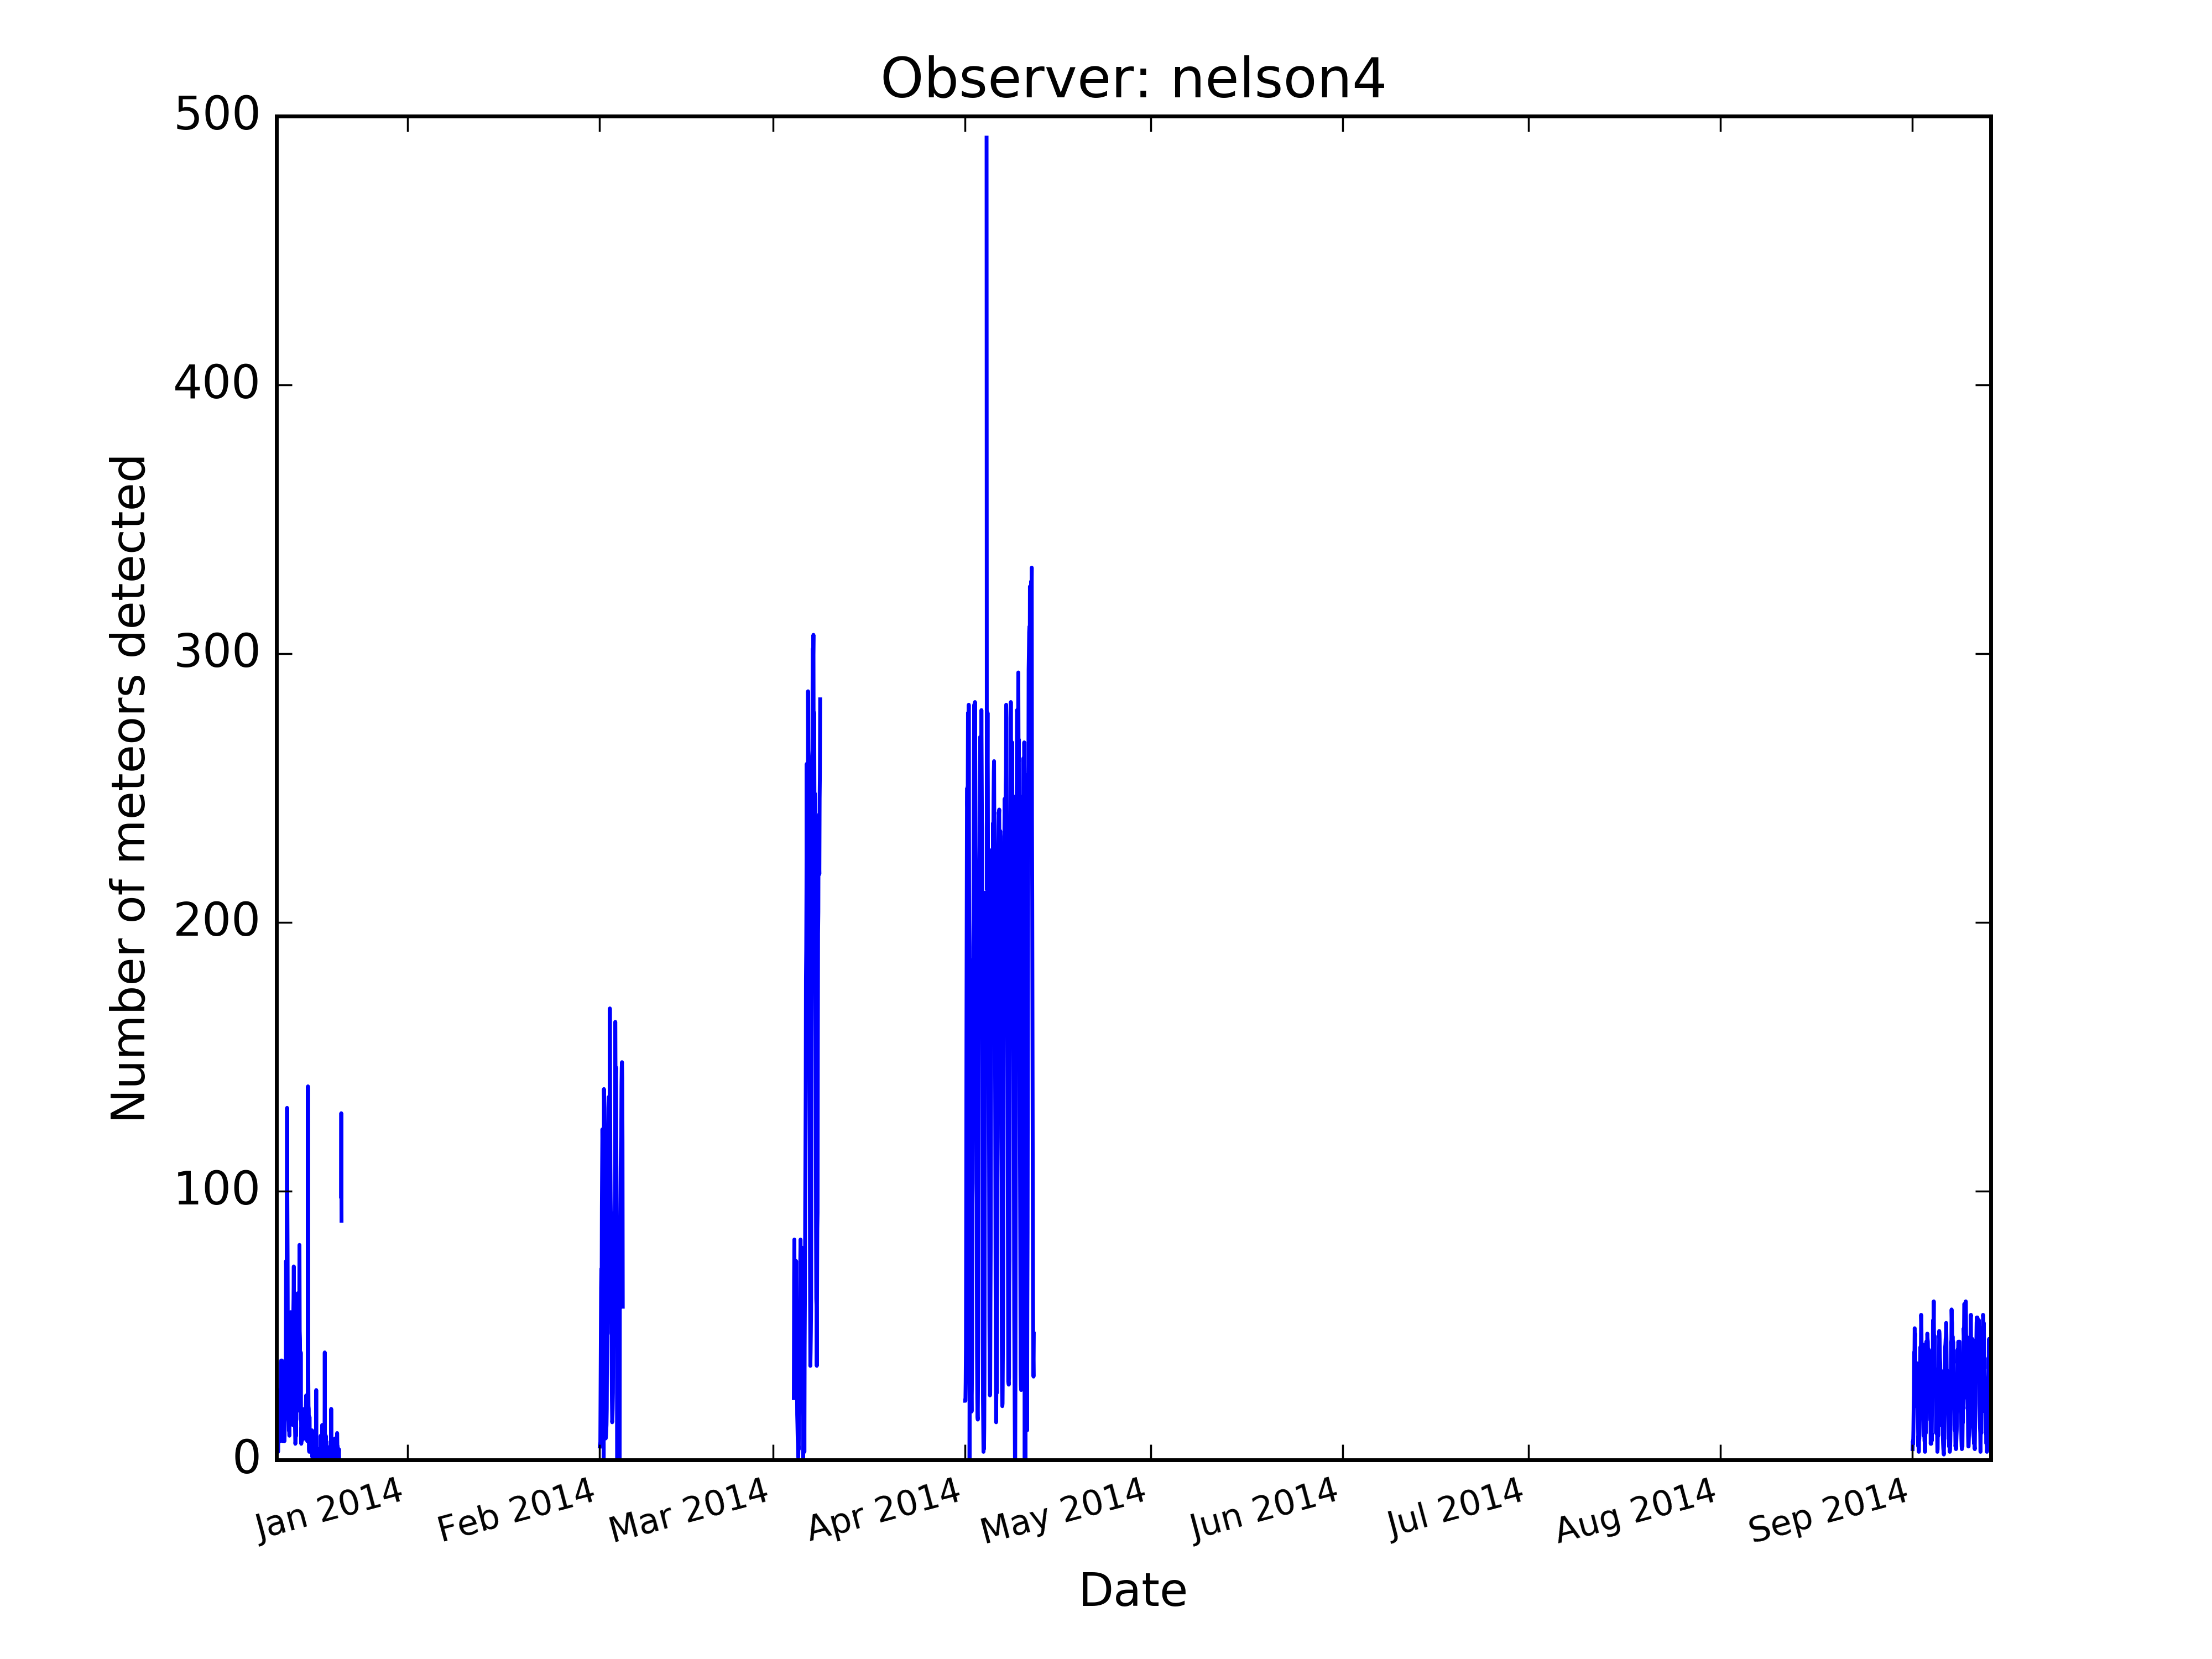 Observer: nelson4
500
400
300
200
100
0
Number of meteors detected
Jan 2014
Feb 2014
Mar 2014
Apr 2014
May 2014
Jun 2014
Jul 2014
Aug 2014
Sep 2014
Date